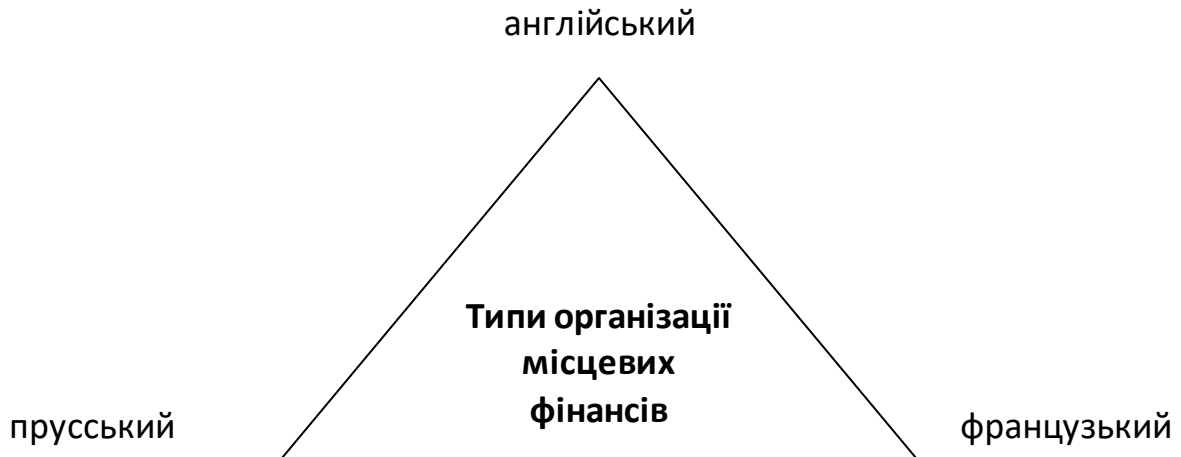 англійський
Типи організації
місцевих
фінансів
прусський
французький